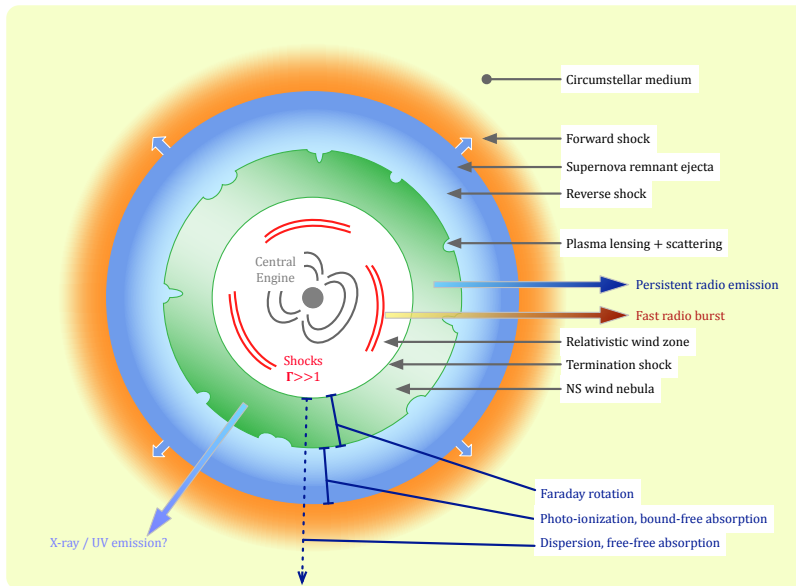 Circumstellar medium
Forward shock
Supernova remnant ejecta
Reverse shock
Plasma lensing + scattering
Central
Engine
Persistent radio emission
Fast radio burst
Relativistic wind zone
Shocks
Γ>>1
Termination shock
NS wind nebula
Faraday rotation
Photo-ionization, bound-free absorption
X-ray / UV emission?
Dispersion, free-free absorption